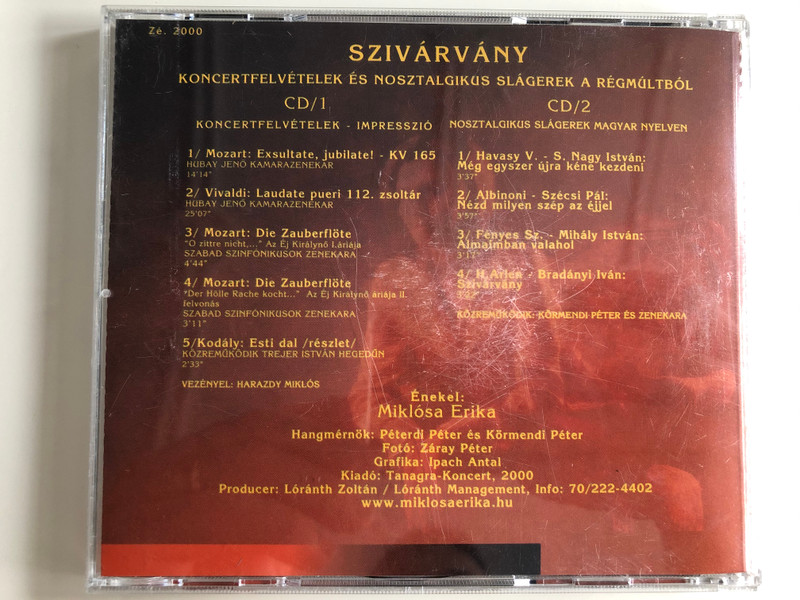 Zé. 2000
SZIVÁRVÁNY
KONCERTFELVÉTELEK ÉS NOSZTALGIKUS SLÁGEREK A RÉGMÚLTBÓL
CD/1
KONCERTFELVÉTELEK - IMPRESSZIÓ
1/ Mozart: Exsultate, jubilate! - KV 165
HUBAY JENŐ KAMARAZENEKAR
14'14"
2/ Vivaldi: Laudate pueri 112. zsoltár
HUBAY JENŐ KAMARAZENEKAR
25'07"
3/ Mozart: Die Zauberflöte
"O zittre nicht,..." Az Éj Királynő I.áriája
SZABAD SZINFÓNIKUSOK ZENEKARA
4'44"
4/ Mozart: Die Zauberflöte
"Der Hölle Rache kocht..." Az Éj Királynő áriája II.
felvonás
SZABAD SZINFÓNIKUSOK ZENEKARA
3'11"
5/Kodály: Esti dal /részlet/
KÖZREMŰKÖDIK TREJER ISTVÁN HEGEDŰN
2'33"
VEZÉNYEL: HARAZDY MIKLÓS
CD/2
NOSZTALGIKUS SLÁGEREK MAGYAR NYELVEN
1/ Havasy V. - S. Nagy István:
Még egyszer újra kéne kezdeni
3'37"
2/ Albinoni - Szécsi Pál:
Nézd milyen szép az éjjel
3'57"
3/ Fényes Sz. - Mihály István:
Álmaimban valahol
4/ H.Arlen - Bradányi Iván:
Szivárvány
KÖZREMŰKÖDIK: KÖRMENDI PÉTER ÉS ZENEKARA
Énekel:
Miklósa Erika
Hangmérnök: Péterdi Péter és Körmendi Péter
Fotó: Záray Péter
Grafika: Ipach Antal
Kiadó: Tanagra-Koncert, 2000
Producer: Lóránth Zoltán / Lóránth Management, Info: 70/222-4402
www.miklosaerika.hu